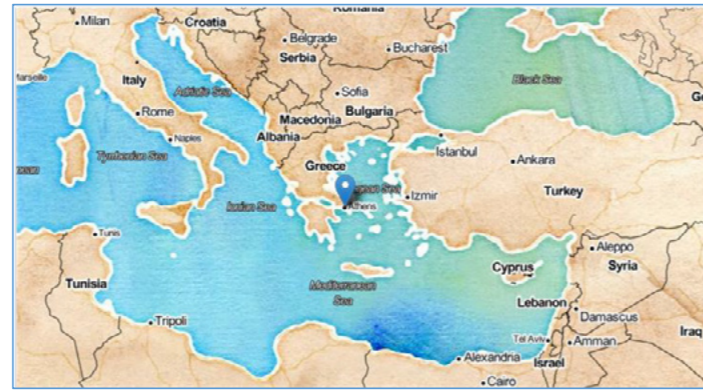 Romania
Milan
Croatia
Belgrade
Bucharest
Serbia
Marseille
Italy
Black Sea
Adriatic Sea
Sofia
Rome
Macedonia
Bulgaria
Albania
Naples
Istanbul
Tyrrhenian Sea
Greece
Ankara
Turkey
Izmir
Ionian Sea
Athens
Tunis
Aleppo
Cyprus
Syria
Tunisia
Mediterranean
Sea
Lebanon
Damascus
Tripoli
Iraq
Tel Aviv
Amman
Alexandria
Israel
Cairo